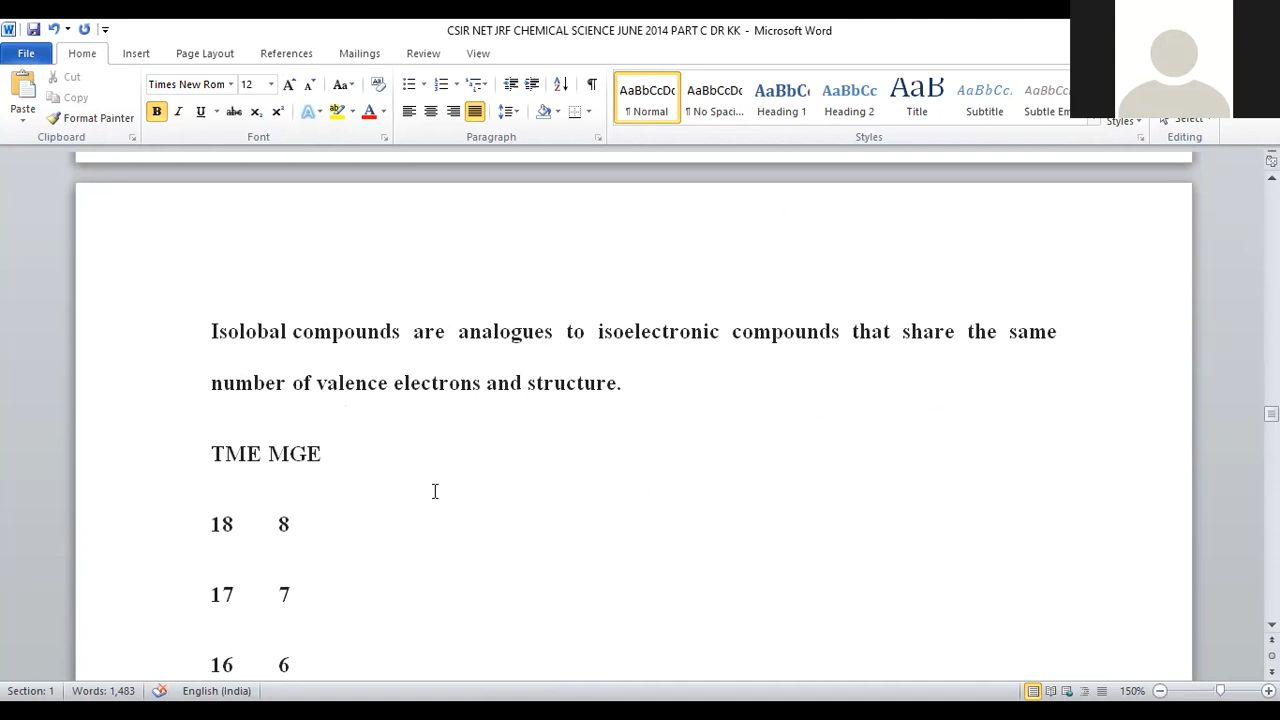 CSIR NET JRF CHEMICAL SCIENCE JUNE 2014 PART C DR KK - Microsoft Word
File Home Insert Page Layout References Mailings Review View
Paste Cut Copy Format Painter
Times New Rom 12
AaBbCcDc AaBbCcDc AaBbC AaBbCc AaB AaBbCc
¶ Normal ¶ No Spaci... Heading 1 Heading 2 Title Subtitle Subtle Em Styles
Clipboard Font Paragraph Styles Editing
Isolobal compounds are analogues to isoelectronic compounds that share the same
number of valence electrons and structure.
TME MGE
18 8
17 7
16 6
Section: 1 Words: 1,483 English (India) 150%